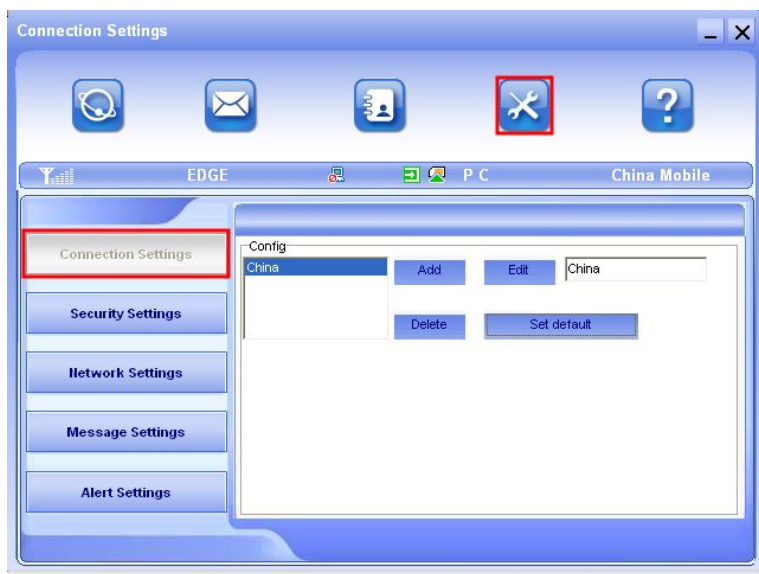 Connection Settings
EDGE P C China Mobile
Connection Settings
Security Settings
Network Settings
Message Settings
Alert Settings
Config
China
Add
Edit
China
Delete
Set default